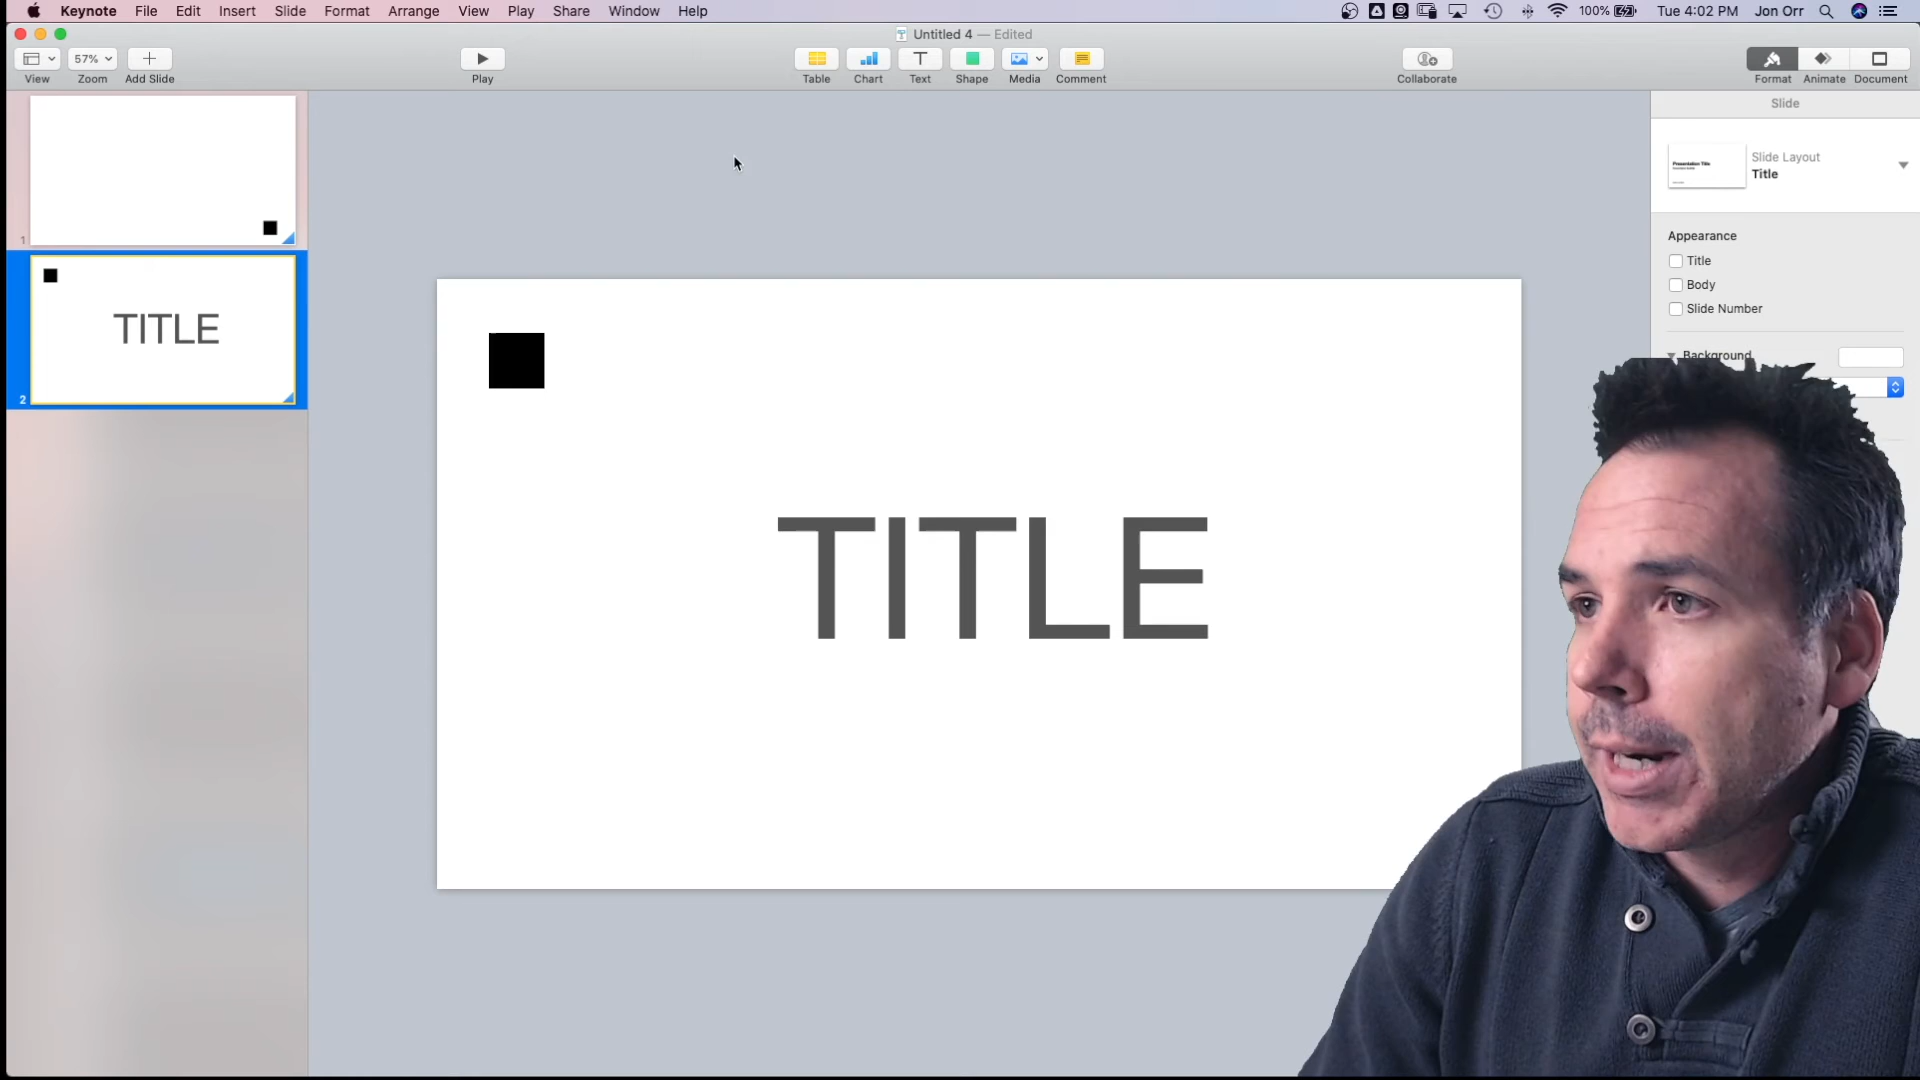 Keynote File Edit Insert Slide Format Arrange View Play Share Window Help 100% Tue 4:02 PM Jon Orr
Untitled 4 — Edited
57%
View Zoom Add Slide Play Table Chart Text Shape Media Comment Collaborate Format Animate Document
Slide
Slide Layout
Title
Presentation Title
Appearance
Title
Body
Slide Number
Background
1
TITLE
2
TITLE